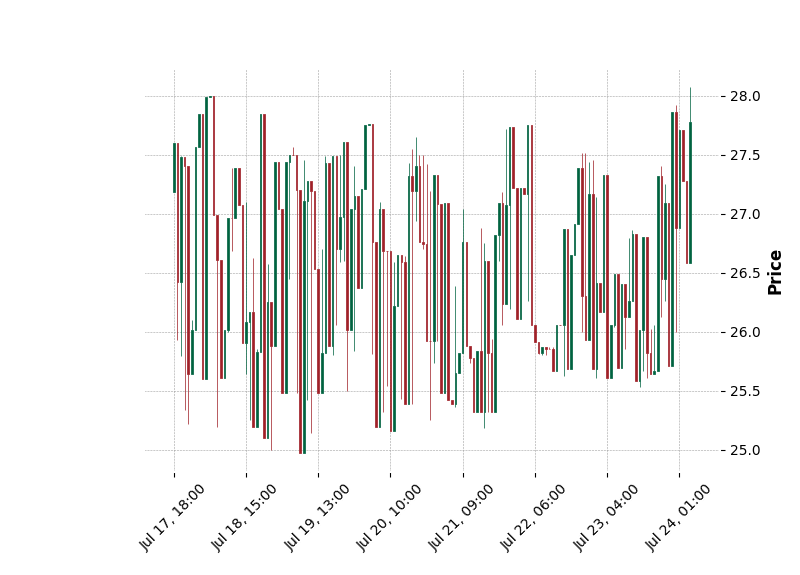 28.0
27.5
27.0
26.5
26.0
25.5
25.0
Price
Jul 17, 18:00
Jul 18, 15:00
Jul 19, 13:00
Jul 20, 10:00
Jul 21, 09:00
Jul 22, 06:00
Jul 23, 04:00
Jul 24, 01:00